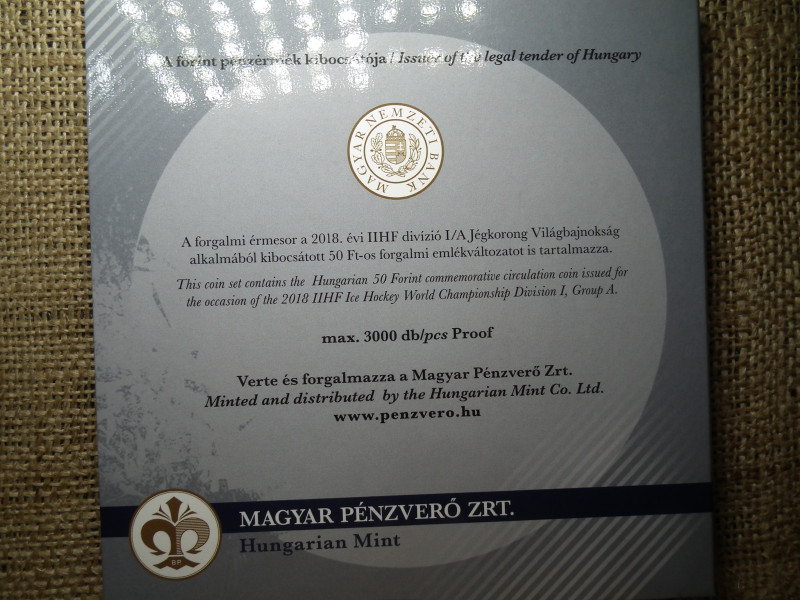 A forint pénzérmék kibocsátója / Issuer of the legal tender of Hungary
MAGYAR NEMZETI BANK
A forgalmi érmesor a 2018. évi IIHF divízió I/A Jégkorong Világbajnokság
alkalmából kibocsátott 50 Ft-os forgalmi emlékváltozatot is tartalmazza.
This coin set contains the Hungarian 50 Forint commemorative circulation coin issued for
the occasion of the 2018 IIHF Ice Hockey World Championship Division I, Group A.
max. 3000 db/pcs Proof
Verte és forgalmazza a Magyar Pénzverő Zrt.
Minted and distributed by the Hungarian Mint Co. Ltd.
www.penzvero.hu
MAGYAR PÉNZVERŐ ZRT.
Hungarian Mint
BP.